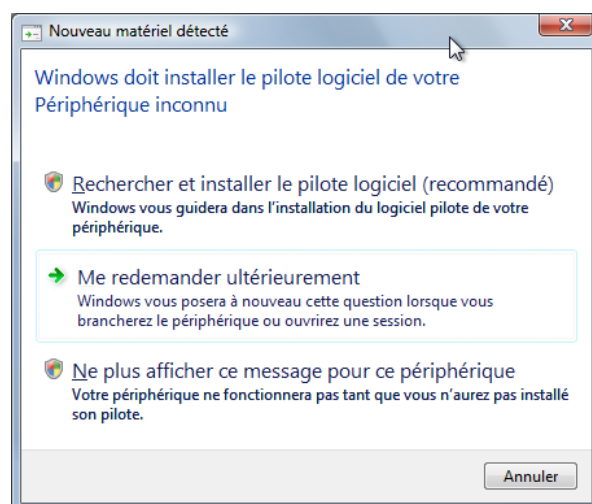 Nouveau matériel détecté
Windows doit installer le pilote logiciel de votre
Périphérique inconnu
Rechercher et installer le pilote logiciel (recommandé)
Windows vous guidera dans l'installation du logiciel pilote de votre
périphérique.
Me redemander ultérieurement
Windows vous posera à nouveau cette question lorsque vous
brancherez le périphérique ou ouvrirez une session.
Ne plus afficher ce message pour ce périphérique
Votre périphérique ne fonctionnera pas tant que vous n'aurez pas installé
son pilote.
Annuler